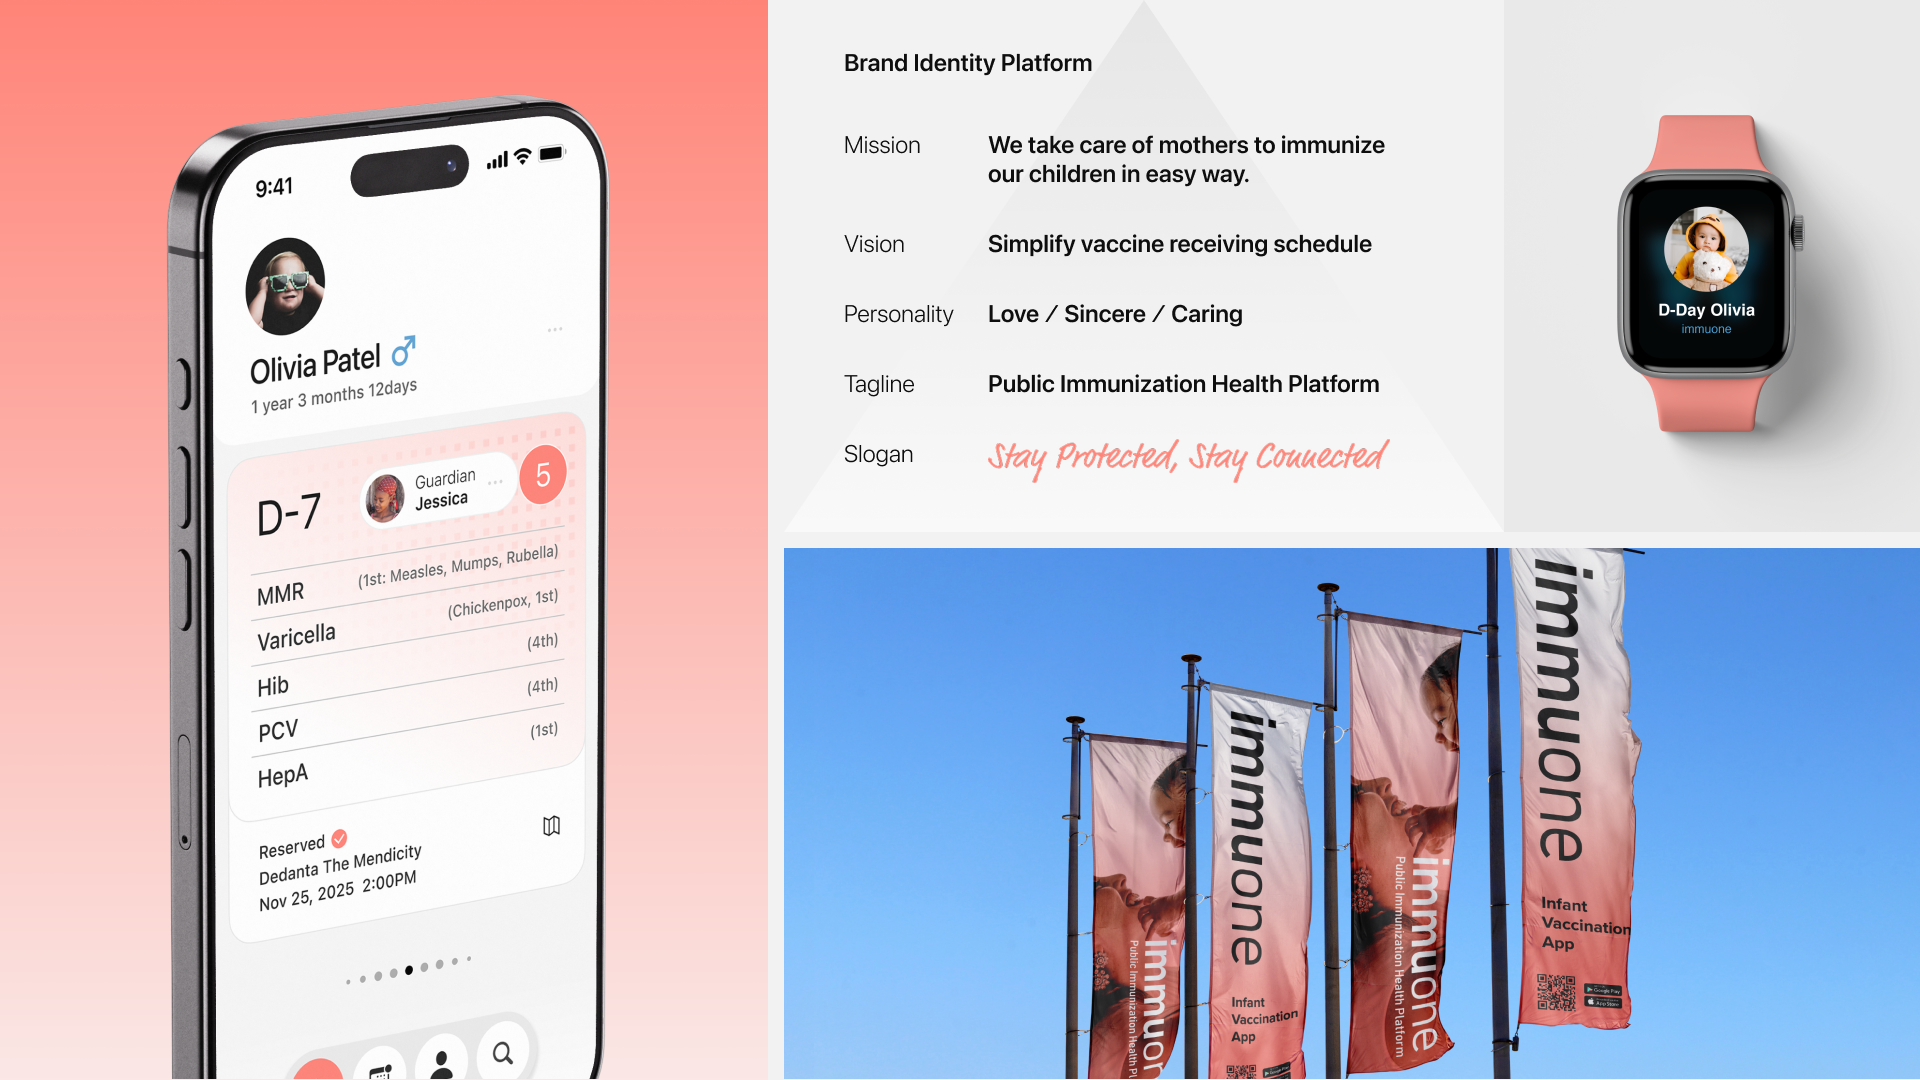 9:41
Olivia Patel
1 year 3 months 12days
D-7
Guardian
Jessica
5
MMR (1st: Measles, Mumps, Rubella)
Varicella (Chickenpox, 1st)
Hib (4th)
PCV (4th)
HepA (1st)
Reserved
Dedanta The Mendicity
Nov 25, 2025 2:00PM
Brand Identity Platform
Mission We take care of mothers to immunize
our children in easy way.
Vision Simplify vaccine receiving schedule
Personality Love / Sincere / Caring
Tagline Public Immunization Health Platform
Slogan Stay Protected, Stay Connected
D-Day Olivia
immuone
immuon
Public Immunization Health Pl
immuone
Infant
Vaccination
App
immuone
Public Immunization Health Platform
immuone
Infant
Vaccination
App
Google Play
App Store